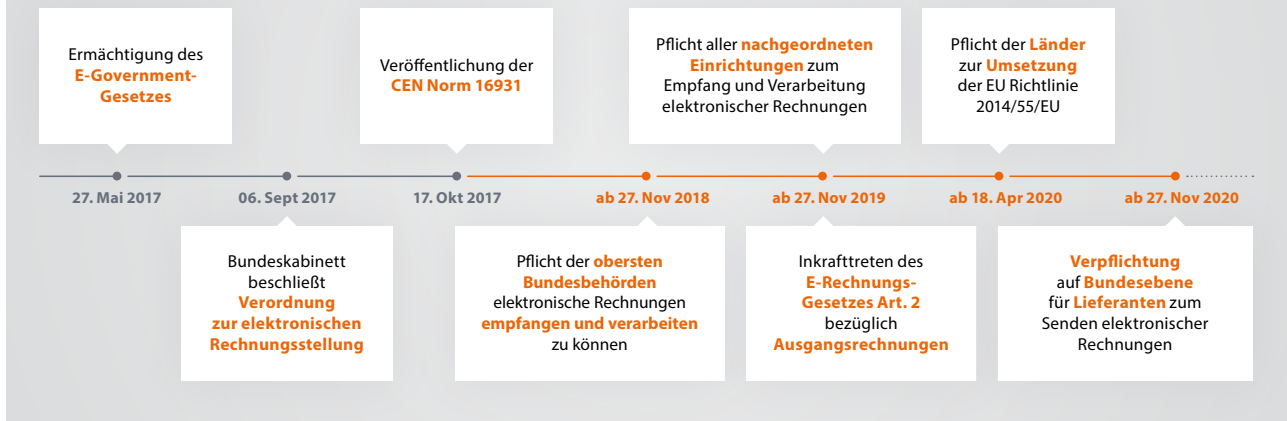 Ermächtigung des
E-Government-
Gesetzes
Veröffentlichung der
CEN Norm 16931
Pflicht aller nachgeordneten
Einrichtungen zum
Empfang und Verarbeitung
elektronischer Rechnungen
Pflicht der Länder
zur Umsetzung
der EU Richtlinie
2014/55/EU
27. Mai 2017
06. Sept 2017
17. Okt 2017
ab 27. Nov 2018
ab 27. Nov 2019
ab 18. Apr 2020
ab 27. Nov 2020
Bundeskabinett
beschließt
Verordnung
zur elektronischen
Rechnungsstellung
Pflicht der obersten
Bundesbehörden
elektronische Rechnungen
empfangen und verarbeiten
zu können
Inkrafttreten des
E-Rechnungs-
Gesetzes Art. 2
bezüglich
Ausgangsrechnungen
Verpflichtung
auf Bundesebene
für Lieferanten zum
Senden elektronischer
Rechnungen